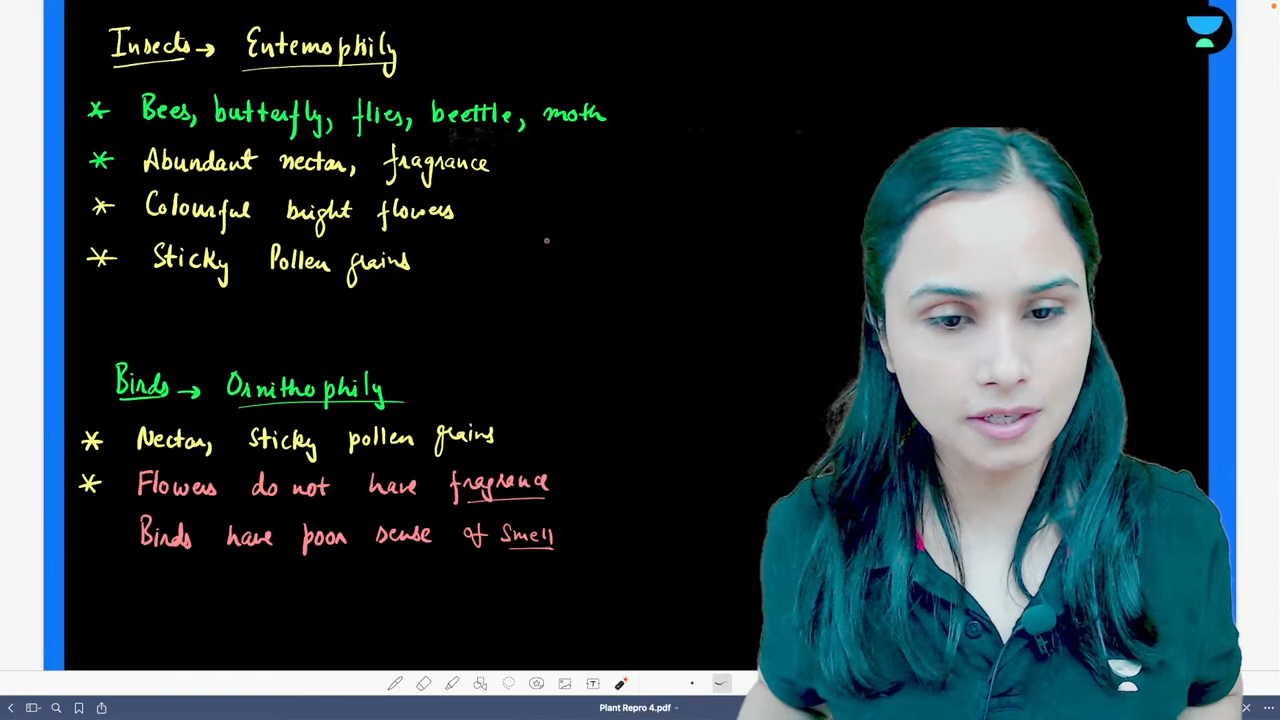 Insects → Entemophily
* Bees, butterfly, flies, beettle, moth
* Abundant nectar, fragrance
* Colourful bright flowers
* Sticky Pollen grains
Birds → Ornithophily
* Nectar, Sticky pollen grains
* Flowers do not have fragrance
Birds have poor sense of smell
Plant Repro 4.pdf